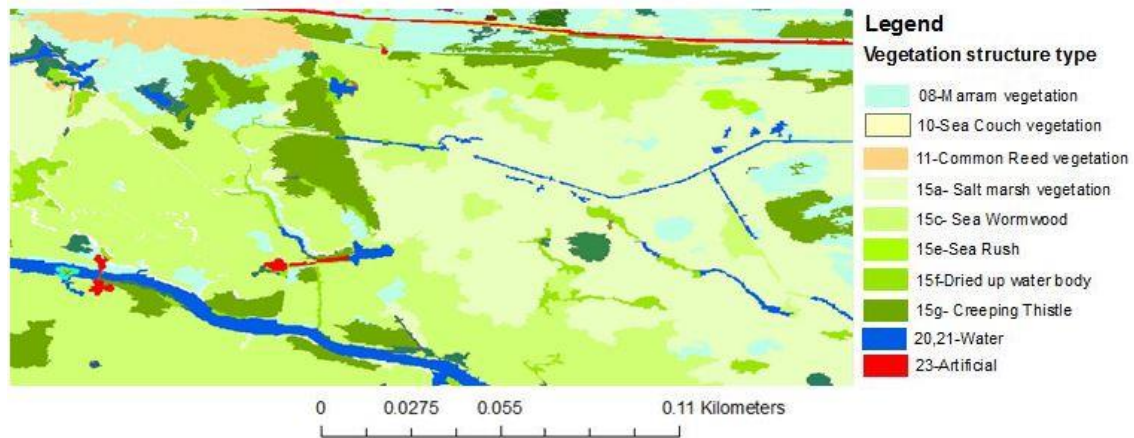 Legend
Vegetation structure type
08-Marram vegetation
10-Sea Couch vegetation
11-Common Reed vegetation
15a- Salt marsh vegetation
15c- Sea Wormwood
15e-Sea Rush
15f-Dried up water body
15g- Creeping Thistle
20,21-Water
23-Artificial
0 0.0275 0.055 0.11 Kilometers